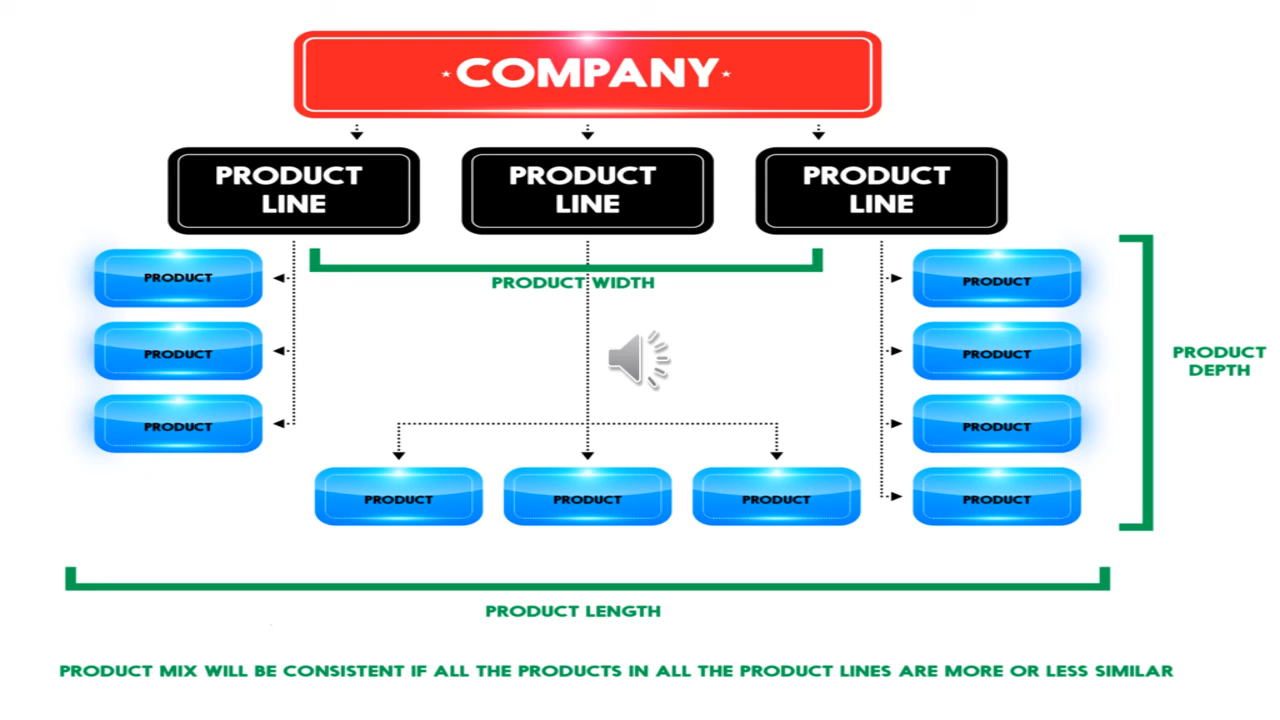 COMPANY
PRODUCT
LINE
PRODUCT
LINE
PRODUCT
LINE
PRODUCT
PRODUCT
PRODUCT
PRODUCT WIDTH
PRODUCT
PRODUCT
PRODUCT
PRODUCT
PRODUCT
PRODUCT
PRODUCT
PRODUCT
DEPTH
PRODUCT LENGTH
PRODUCT MIX WILL BE CONSISTENT IF ALL THE PRODUCTS IN ALL THE PRODUCT LINES ARE MORE OR LESS SIMILAR